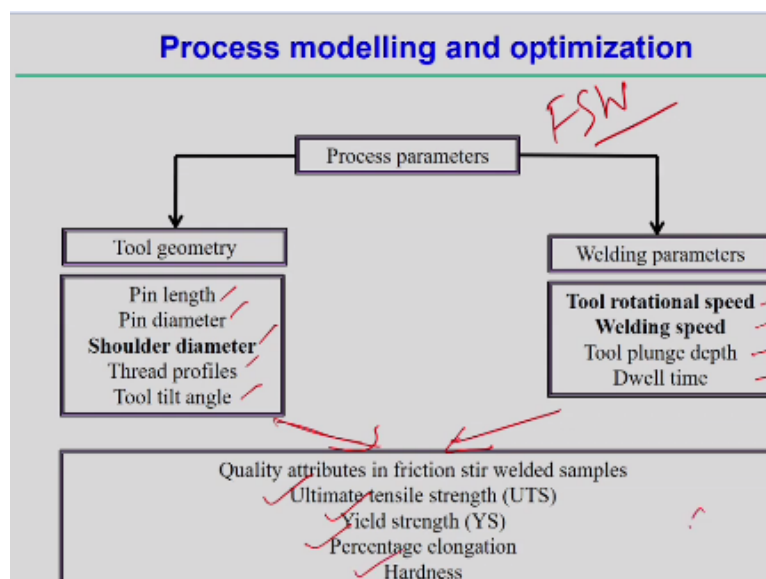 Process modelling and optimization
FSW
Process parameters
Tool geometry
Pin length
Pin diameter
Shoulder diameter
Thread profiles
Tool tilt angle
Welding parameters
Tool rotational speed
Welding speed
Tool plunge depth
Dwell time
Quality attributes in friction stir welded samples
Ultimate tensile strength (UTS)
Yield strength (YS)
Percentage elongation
Hardness